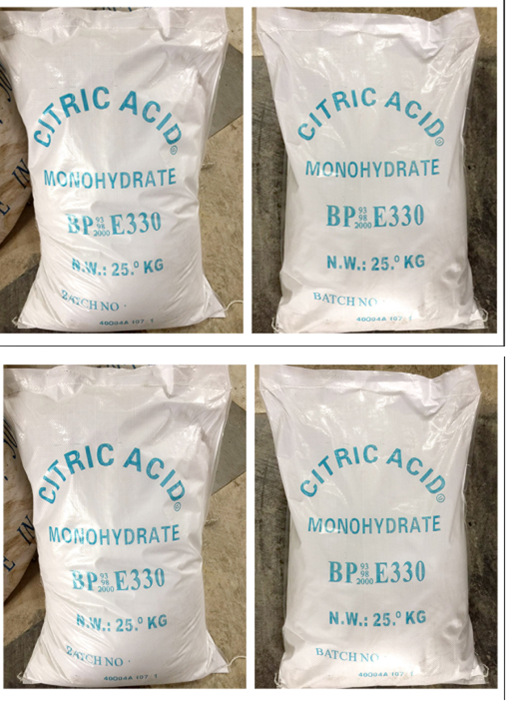 CITRIC ACID©
MONOHYDRATE
BP 93 98 2000 E330
N.W.: 25.º KG
BATCH NO ·
CITRIC ACID©
MONOHYDRATE
BP 93 98 2000 E330
N.W.: 25.º KG
BATCH NO
CITRIC ACID©
MONOHYDRATE
BP 93 98 2000 E330
N.W.: 25.º KG
BATCH NO ·
CITRIC ACID©
MONOHYDRATE
BP 93 98 2000 E330
N.W.: 25.º KG
BATCH NO